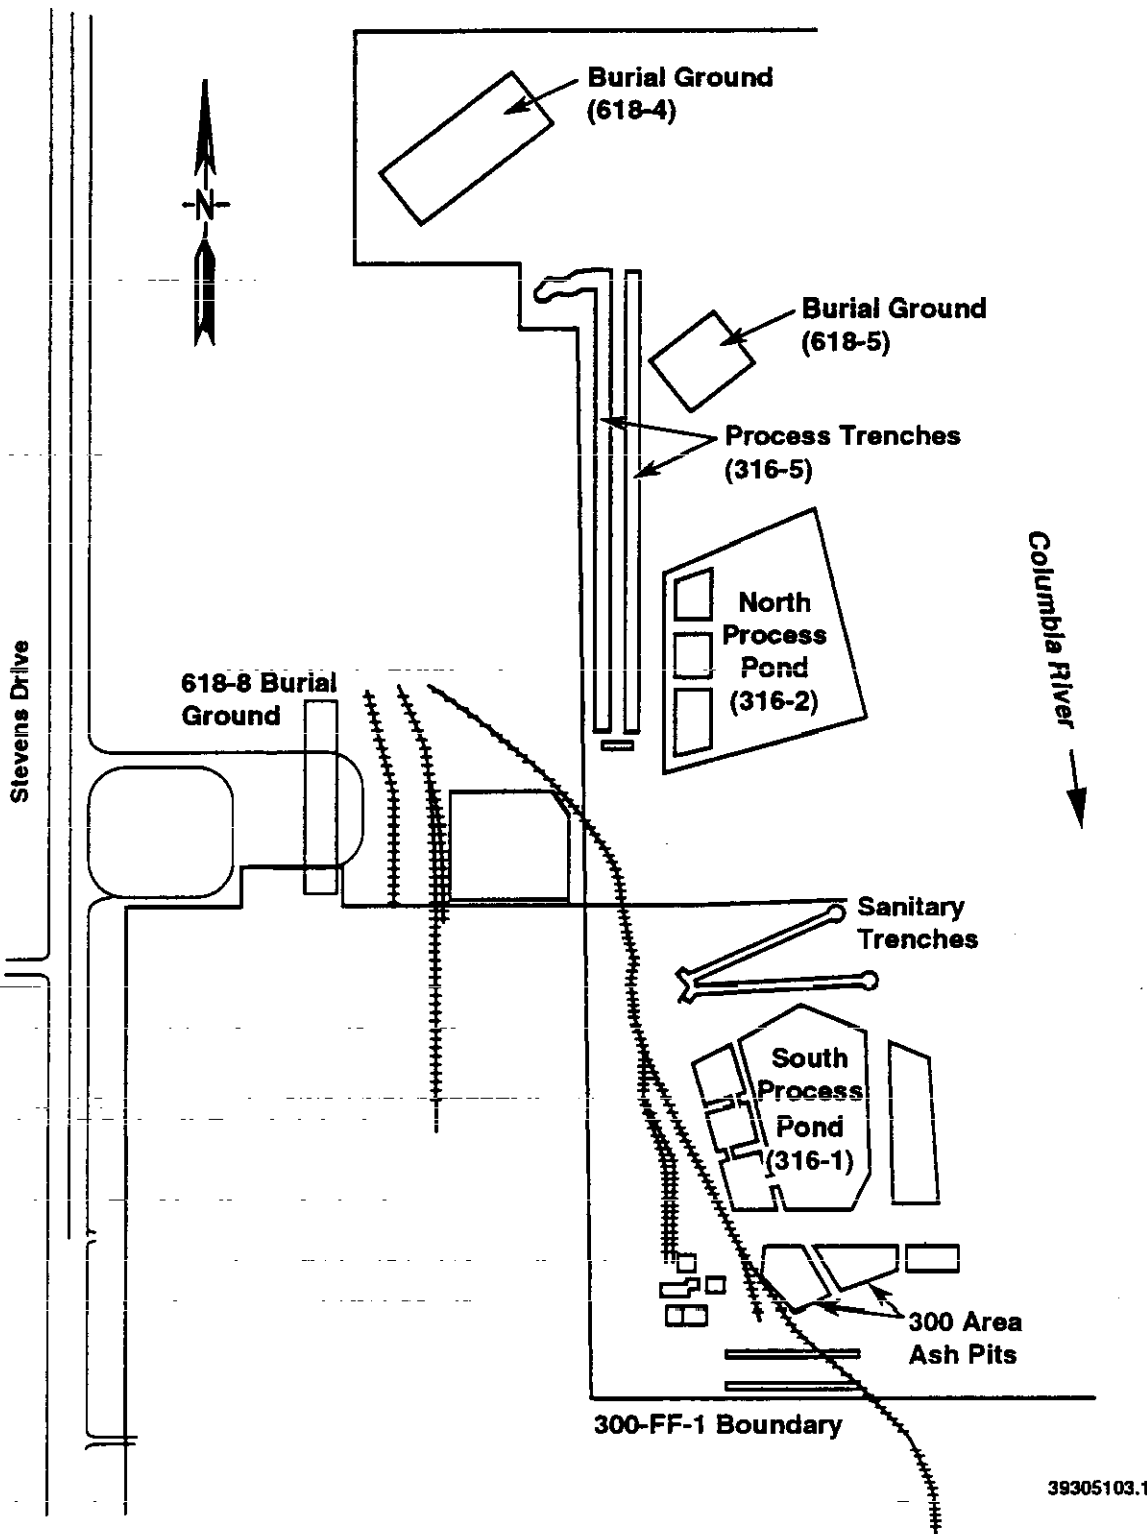 Burial Ground
(618-4)
N
Burial Ground
(618-5)
Process Trenches
(316-5)
Columbia River
North
Process
Pond
(316-2)
Stevens Drive
618-8 Burial
Ground
Sanitary
Trenches
South
Process
Pond
(316-1)
300 Area
Ash Pits
300-FF-1 Boundary
39305103.1